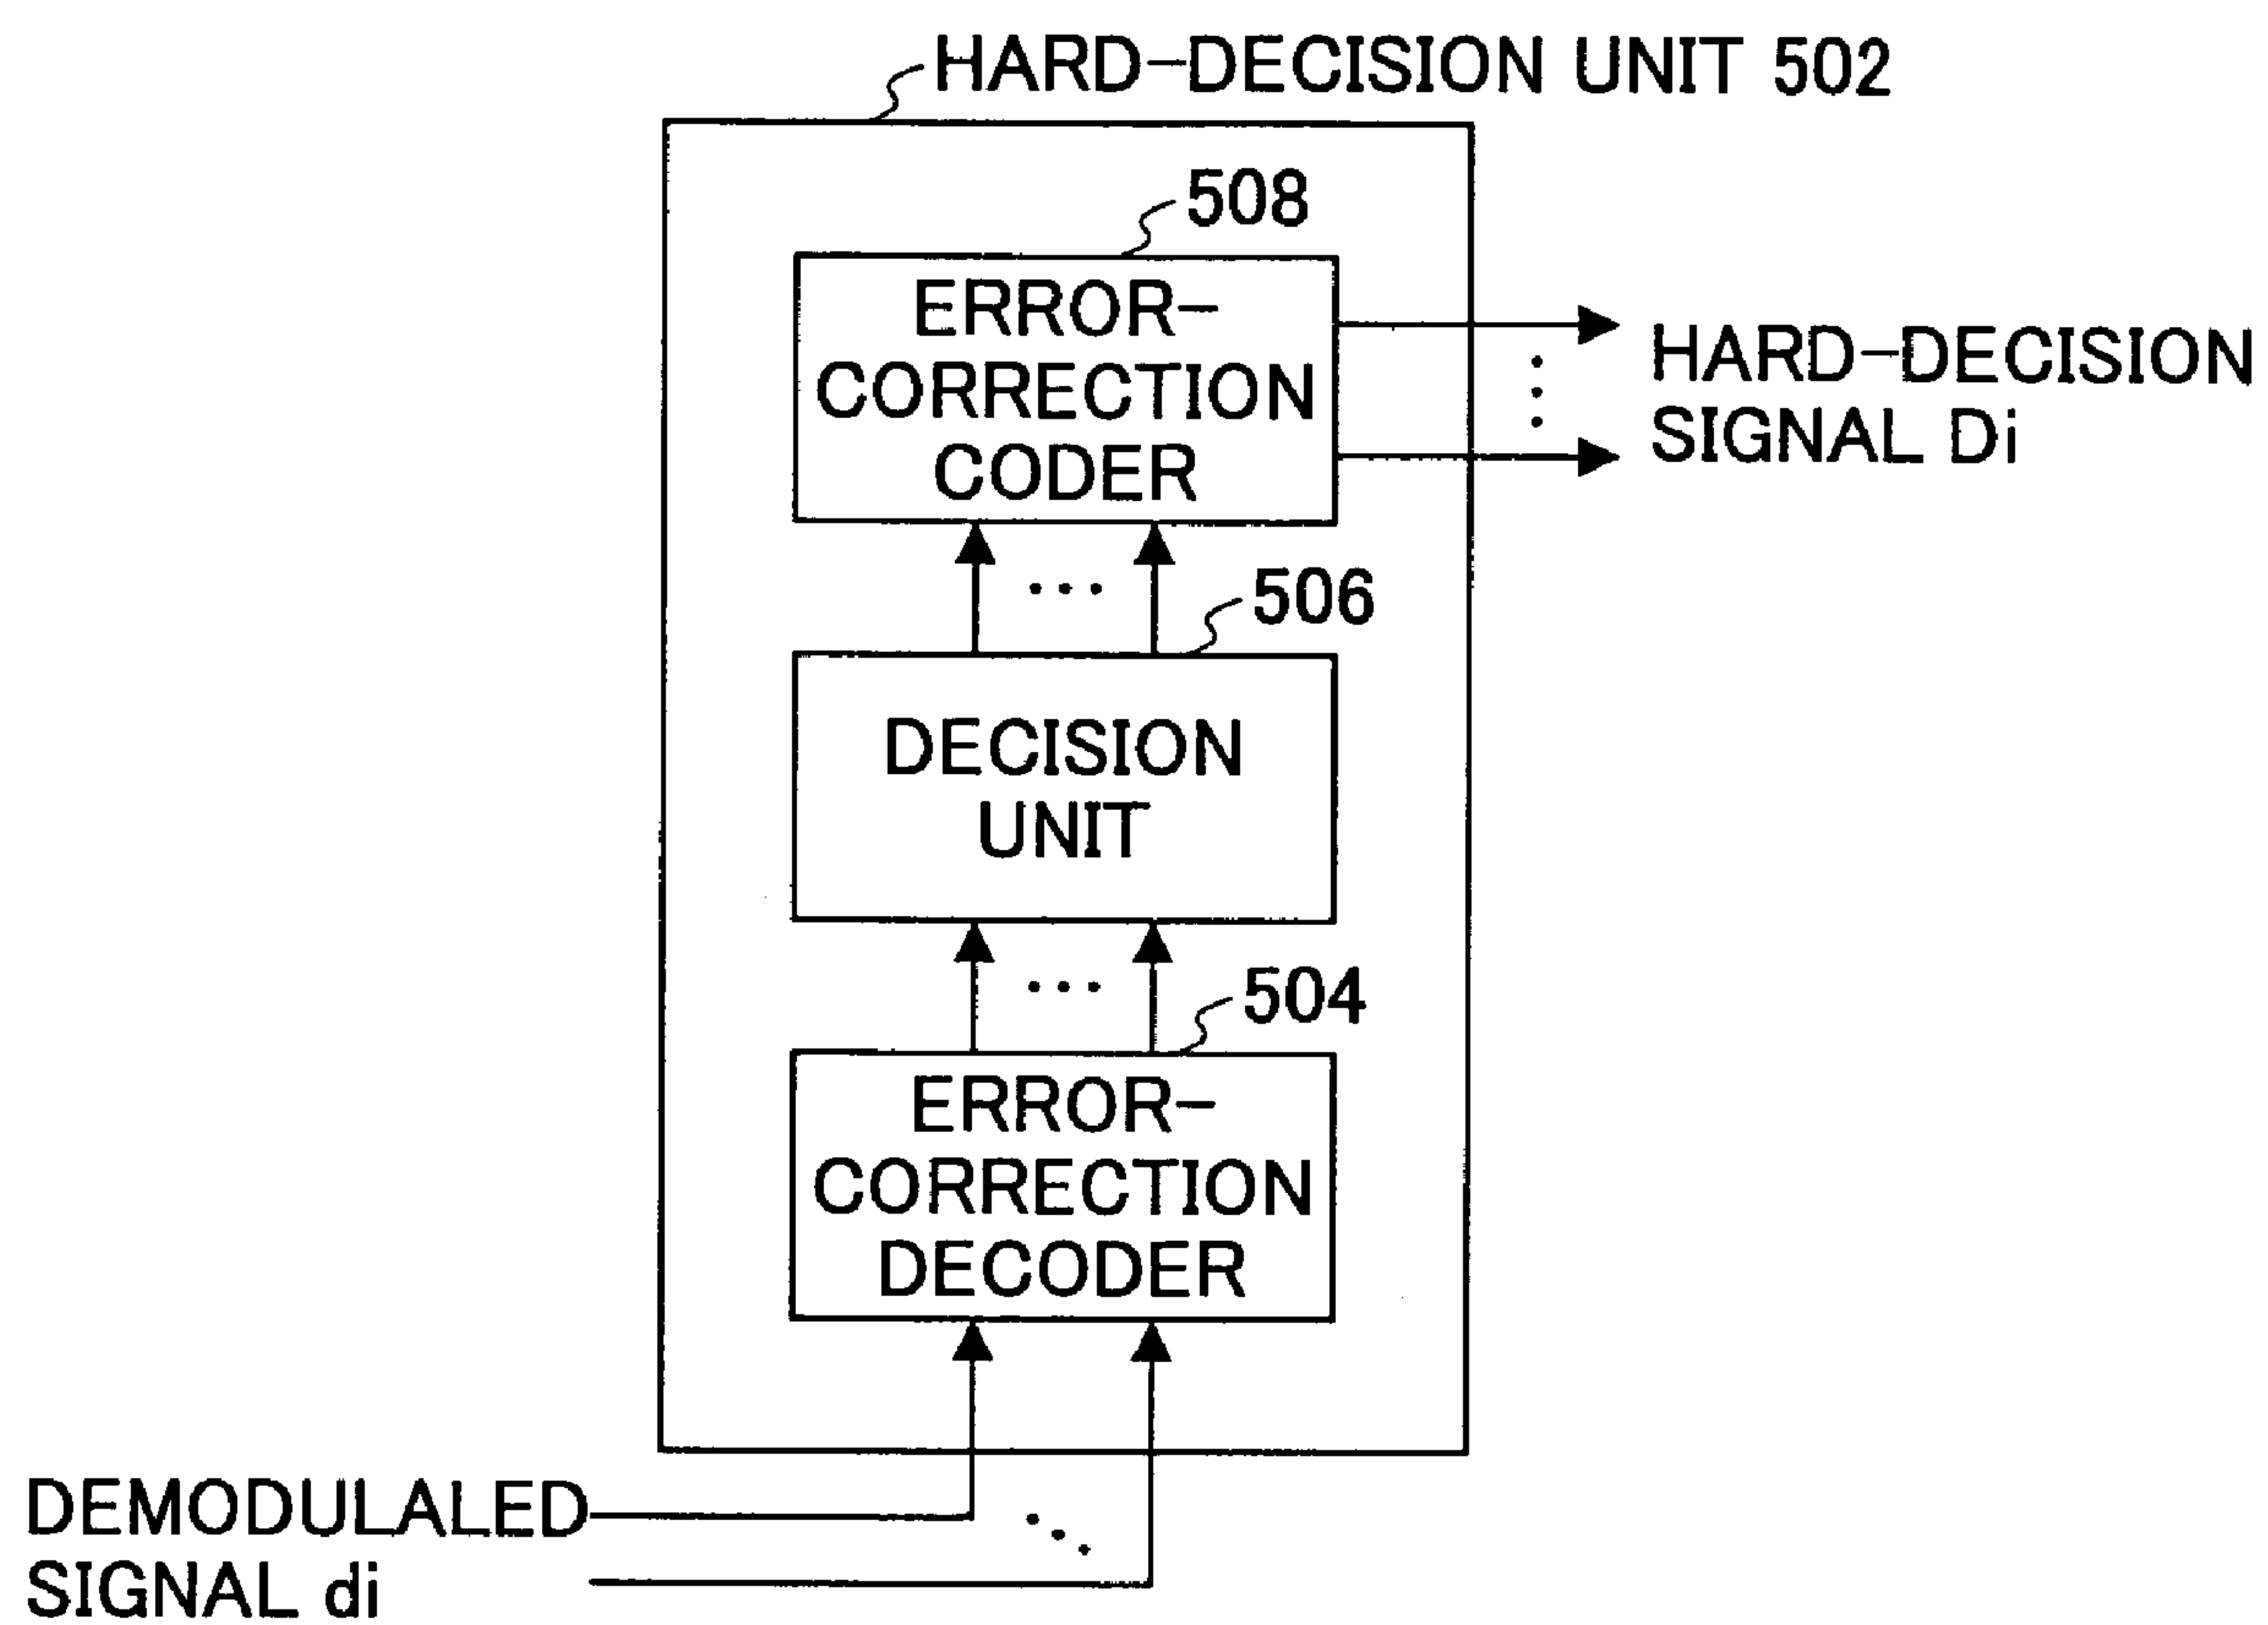 HARD-DECISION UNIT 502
508
ERROR-
CORRECTION
CODER
HARD-DECISION
SIGNAL Di
506
DECISION
UNIT
504
ERROR-
CORRECTION
DECODER
DEMODULALED
SIGNAL di